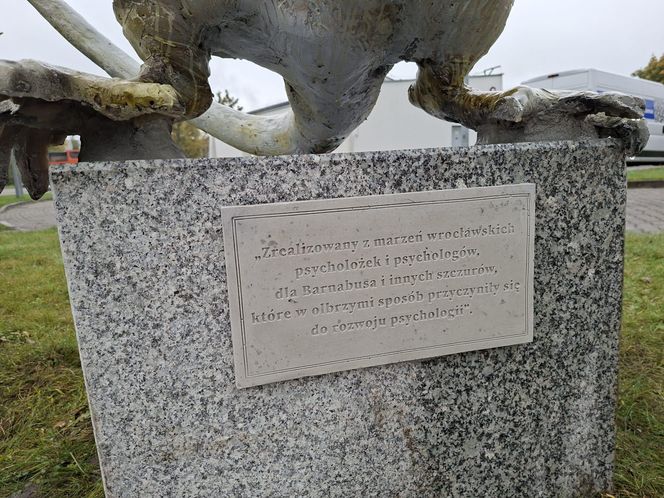 „Zrealizowany z marzeń wrocławskich
psycholożek i psychologów,
dla Barnabusa i innych szczurów,
które w olbrzymi sposób przyczyniły się
do rozwoju psychologii”.